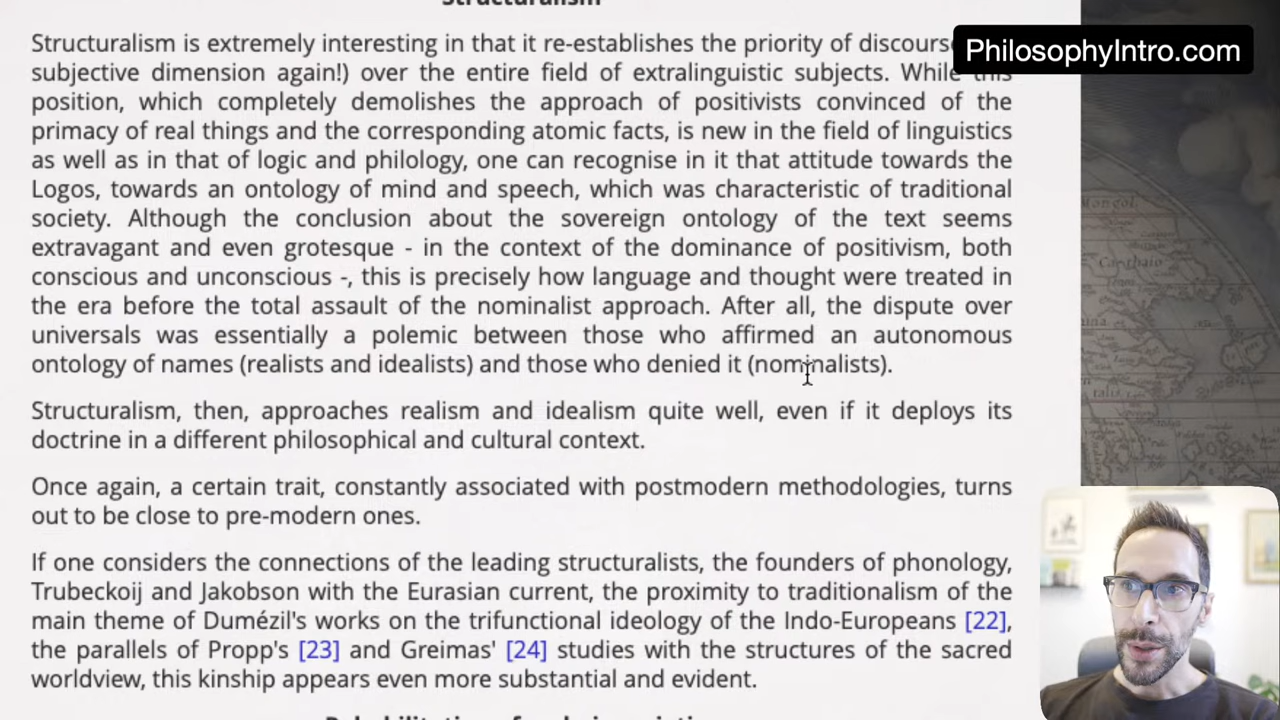 Structuralism
PhilosophyIntro.com
Structuralism is extremely interesting in that it re-establishes the priority of discourse
subjective dimension again!) over the entire field of extralinguistic subjects. While this
position, which completely demolishes the approach of positivists convinced of the
primacy of real things and the corresponding atomic facts, is new in the field of linguistics
as well as in that of logic and philology, one can recognise in it that attitude towards the
Logos, towards an ontology of mind and speech, which was characteristic of traditional
society. Although the conclusion about the sovereign ontology of the text seems
extravagant and even grotesque - in the context of the dominance of positivism, both
conscious and unconscious -, this is precisely how language and thought were treated in
the era before the total assault of the nominalist approach. After all, the dispute over
universals was essentially a polemic between those who affirmed an autonomous
ontology of names (realists and idealists) and those who denied it (nominalists).
Structuralism, then, approaches realism and idealism quite well, even if it deploys its
doctrine in a different philosophical and cultural context.
Once again, a certain trait, constantly associated with postmodern methodologies, turns
out to be close to pre-modern ones.
If one considers the connections of the leading structuralists, the founders of phonology,
Trubeckoij and Jakobson with the Eurasian current, the proximity to traditionalism of the
main theme of Dumézil's works on the trifunctional ideology of the Indo-Europeans [22],
the parallels of Propp's [23] and Greimas' [24] studies with the structures of the sacred
worldview, this kinship appears even more substantial and evident.